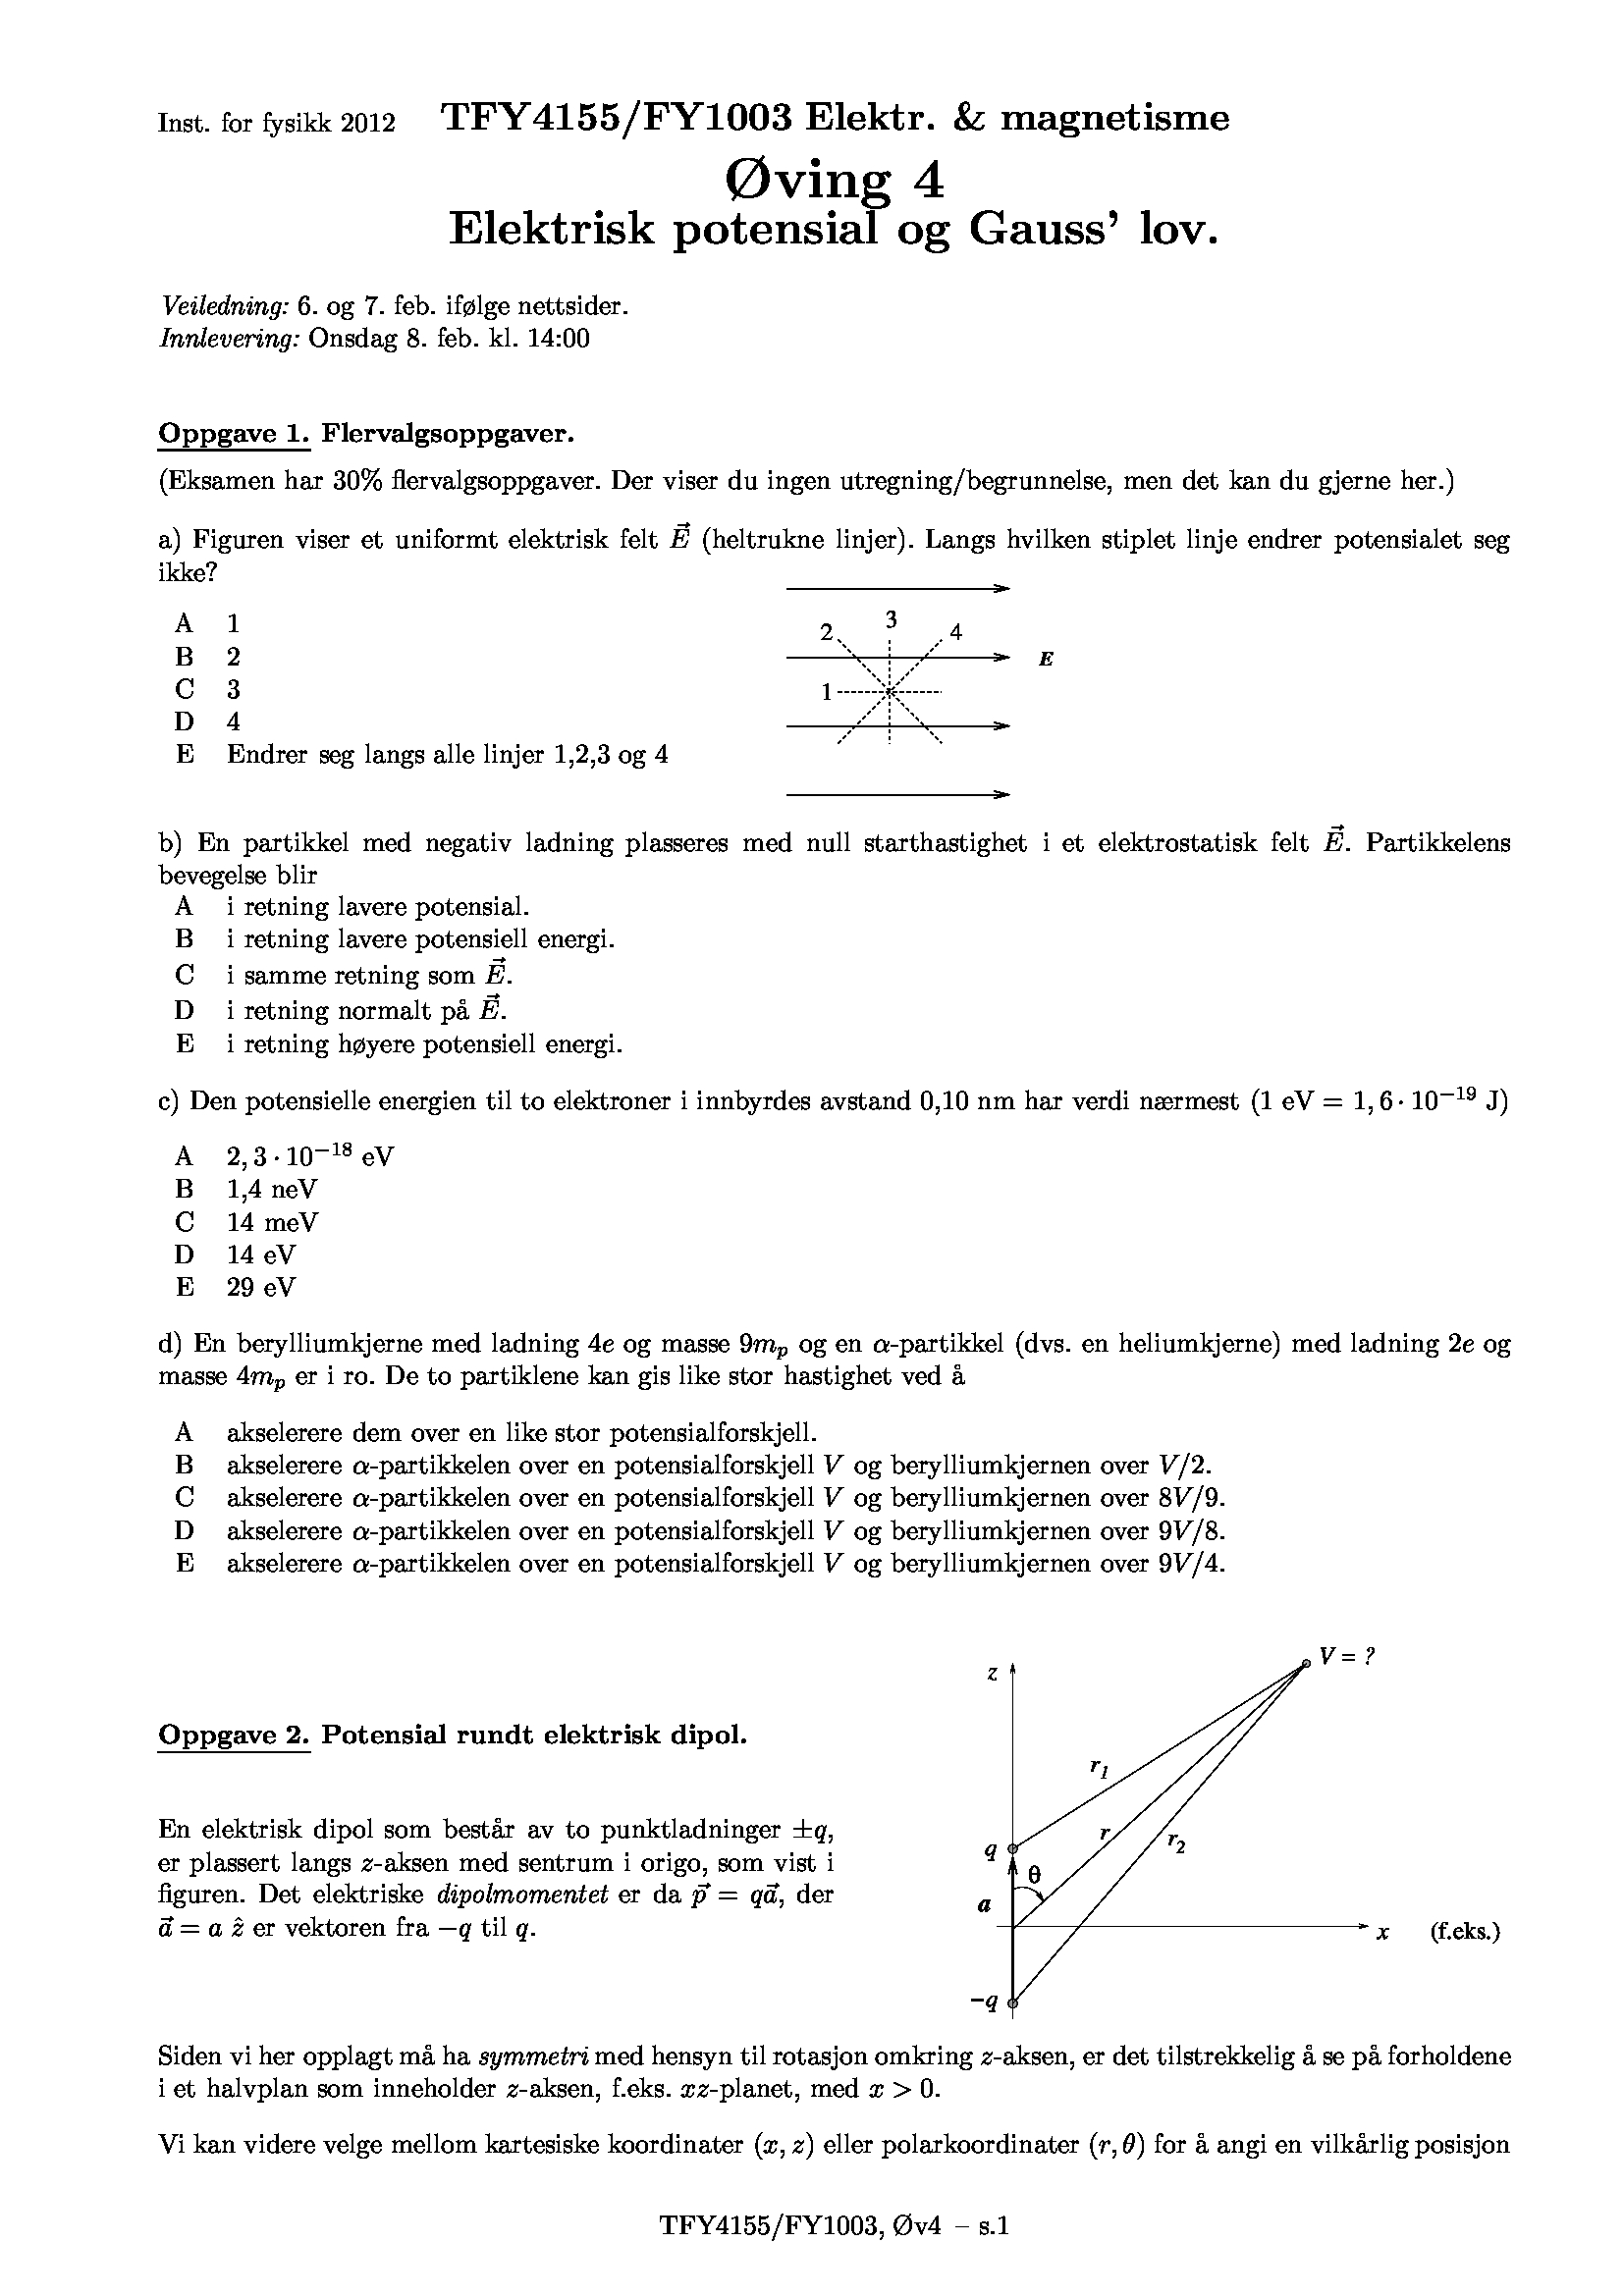 Inst. for fysikk 2012 TFY4155/FY1003 Elektr. & magnetisme
Øving 4
Elektrisk potensial og Gauss' lov.
Veiledning: 6. og 7. feb. ifølge nettsider.
Innlevering: Onsdag 8. feb. kl. 14:00
Oppgave 1. Flervalgsoppgaver.
(Eksamen har 30% flervalgsoppgaver. Der viser du ingen utregning/begrunnelse, men det kan du gjerne her.)
a) Figuren viser et uniformt elektrisk felt $\vec{E}$ (heltrukne linjer). Langs hvilken stiplet linje endrer potensialet seg
ikke?
A 1
B 2
C 3
D 4
E Endrer seg langs alle linjer 1,2,3 og 4
3
2
4
E
1
b) En partikkel med negativ ladning plasseres med null starthastighet i et elektrostatisk felt $\vec{E}$. Partikkelens
bevegelse blir
A i retning lavere potensial.
B i retning lavere potensiell energi.
C i samme retning som $\vec{E}$.
D i retning normalt på $\vec{E}$.
E i retning høyere potensiell energi.
c) Den potensielle energien til to elektroner i innbyrdes avstand 0,10 nm har verdi nærmest (1 eV = 1,6 · 10⁻¹⁹ J)
A 2,3 · 10⁻¹⁸ eV
B 1,4 neV
C 14 meV
D 14 eV
E 29 eV
d) En berylliumkjerne med ladning 4e og masse 9$m_p$ og en α-partikkel (dvs. en heliumkjerne) med ladning 2e og
masse 4$m_p$ er i ro. De to partiklene kan gis like stor hastighet ved å
A akselerere dem over en like stor potensialforskjell.
B akselerere α-partikkelen over en potensialforskjell V og berylliumkjernen over V/2.
C akselerere α-partikkelen over en potensialforskjell V og berylliumkjernen over 8V/9.
D akselerere α-partikkelen over en potensialforskjell V og berylliumkjernen over 9V/8.
E akselerere α-partikkelen over en potensialforskjell V og berylliumkjernen over 9V/4.
Oppgave 2. Potensial rundt elektrisk dipol.
En elektrisk dipol som består av to punktladninger ±q,
er plassert langs z-aksen med sentrum i origo, som vist i
figuren. Det elektriske dipolmomentet er da $\vec{p}$ = q$\vec{a}$, der
$\vec{a}$ = a $\hat{z}$ er vektoren fra −q til q.
V = ?
z
r₁
r
r₂
q
θ
a
x (f.eks.)
−q
Siden vi her opplagt må ha symmetri med hensyn til rotasjon omkring z-aksen, er det tilstrekkelig å se på forholdene
i et halvplan som inneholder z-aksen, f.eks. xz-planet, med x > 0.
Vi kan videre velge mellom kartesiske koordinater (x, z) eller polarkoordinater (r, θ) for å angi en vilkårlig posisjon
TFY4155/FY1003, Øv4 – s.1